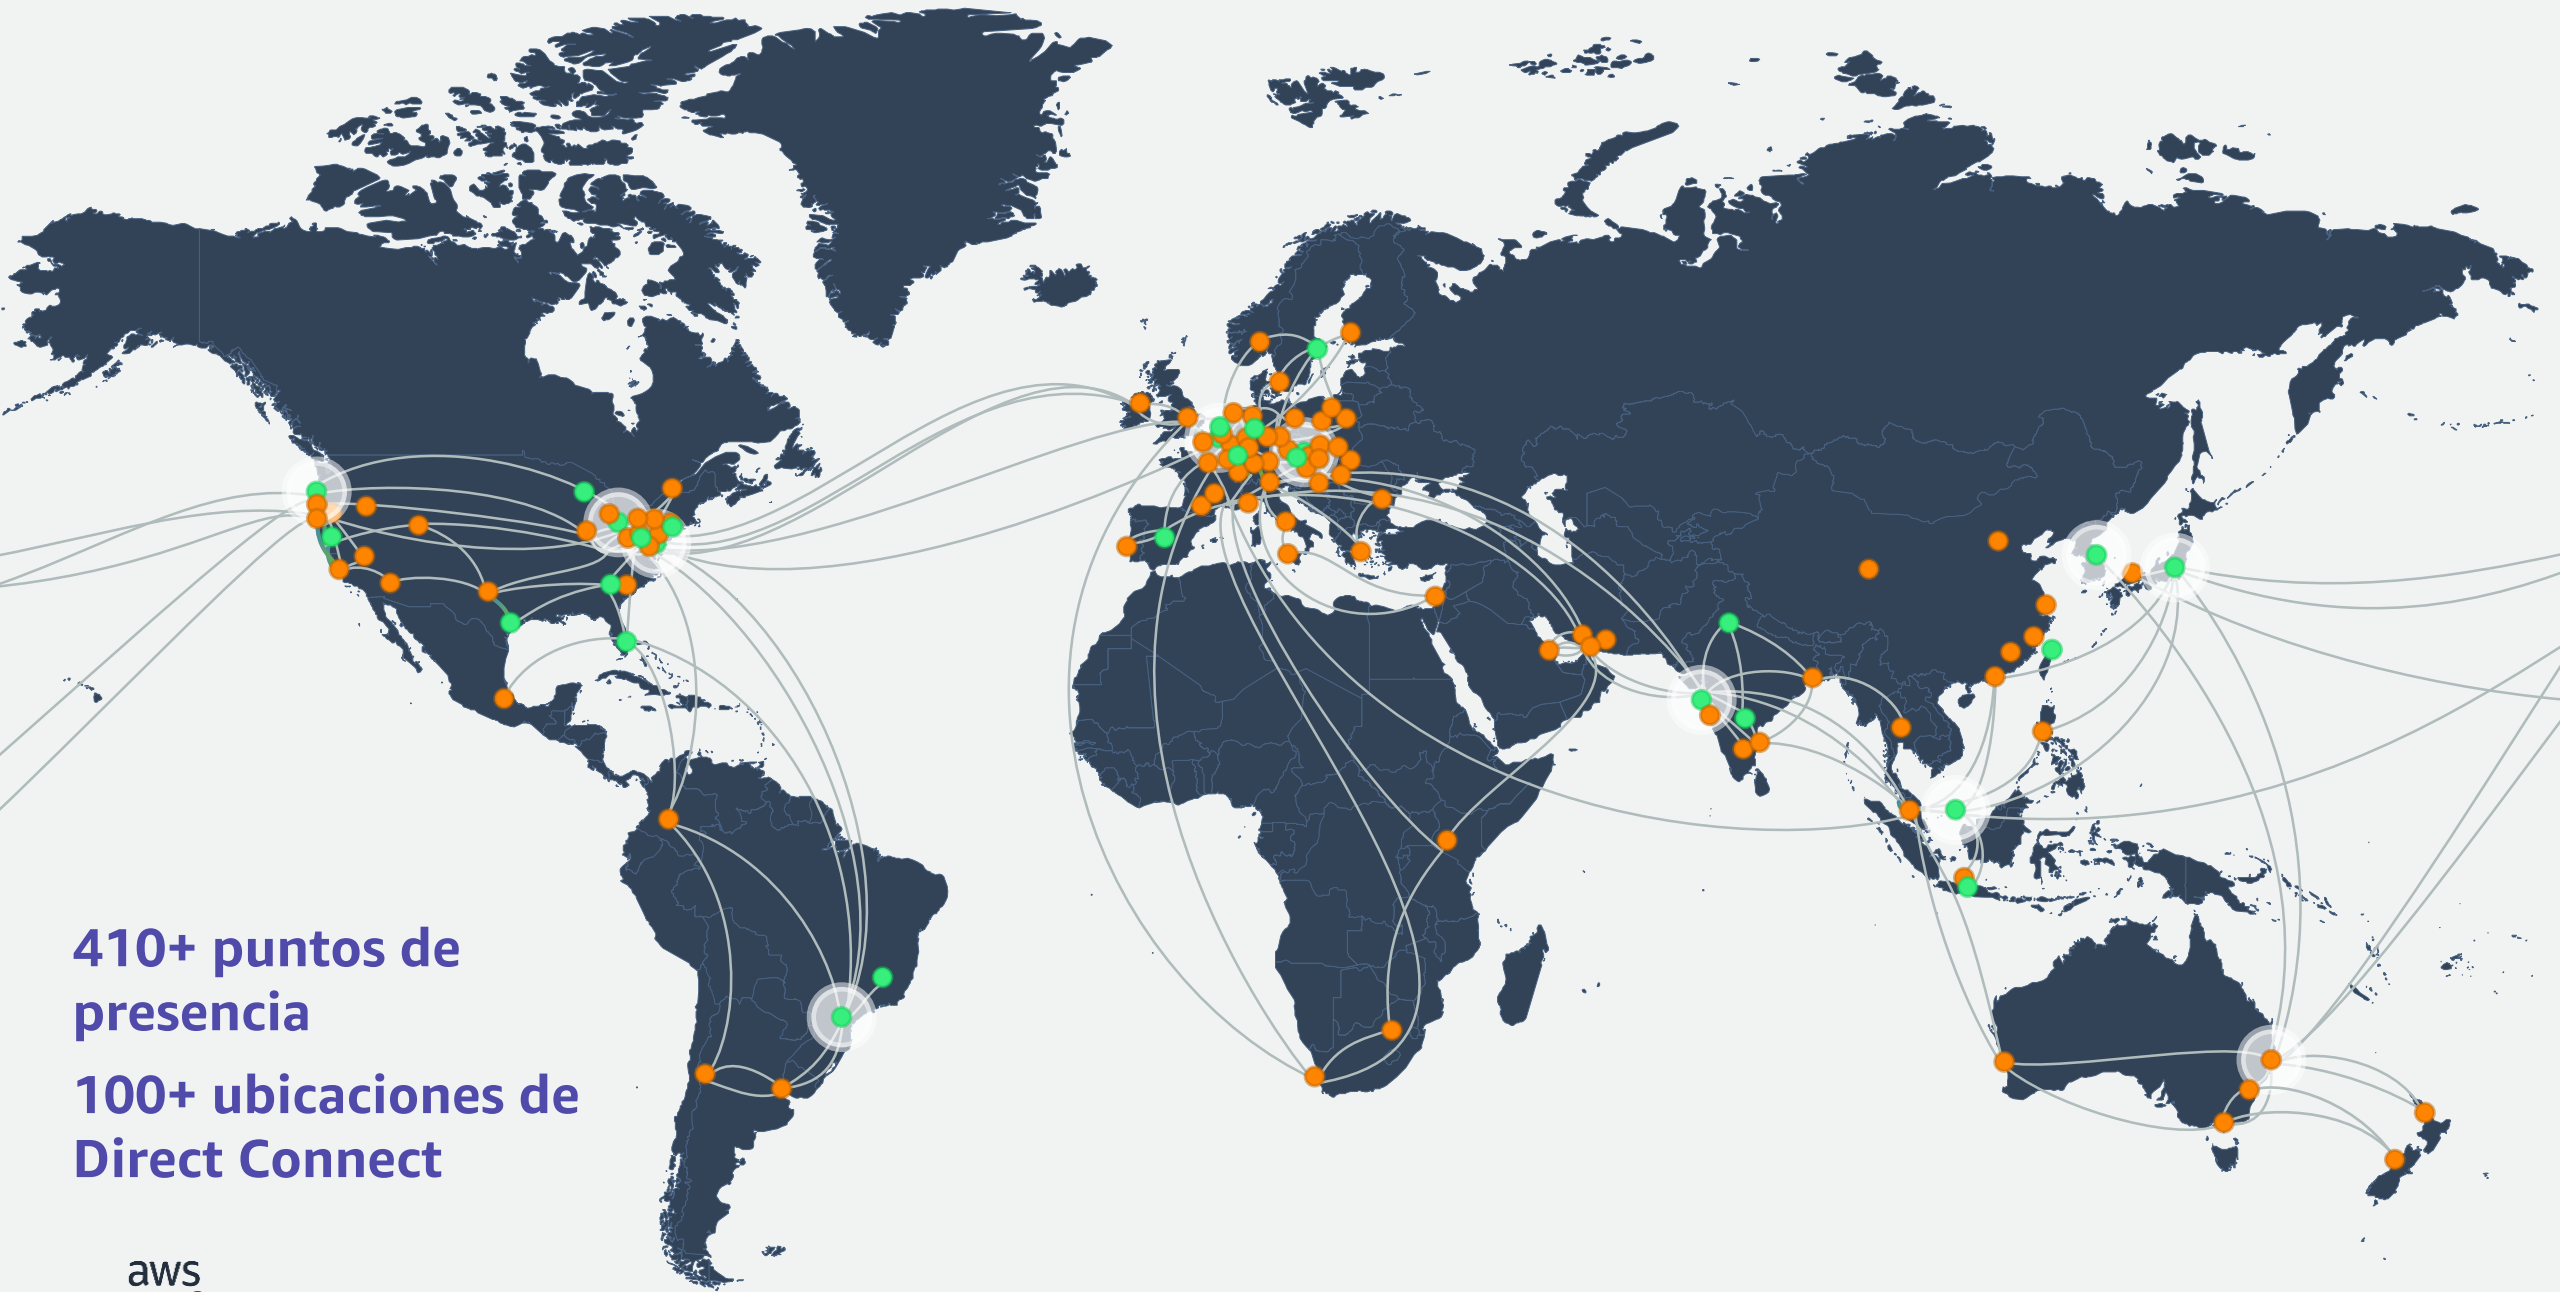 410+ puntos de
presencia
100+ ubicaciones de
Direct Connect
aws